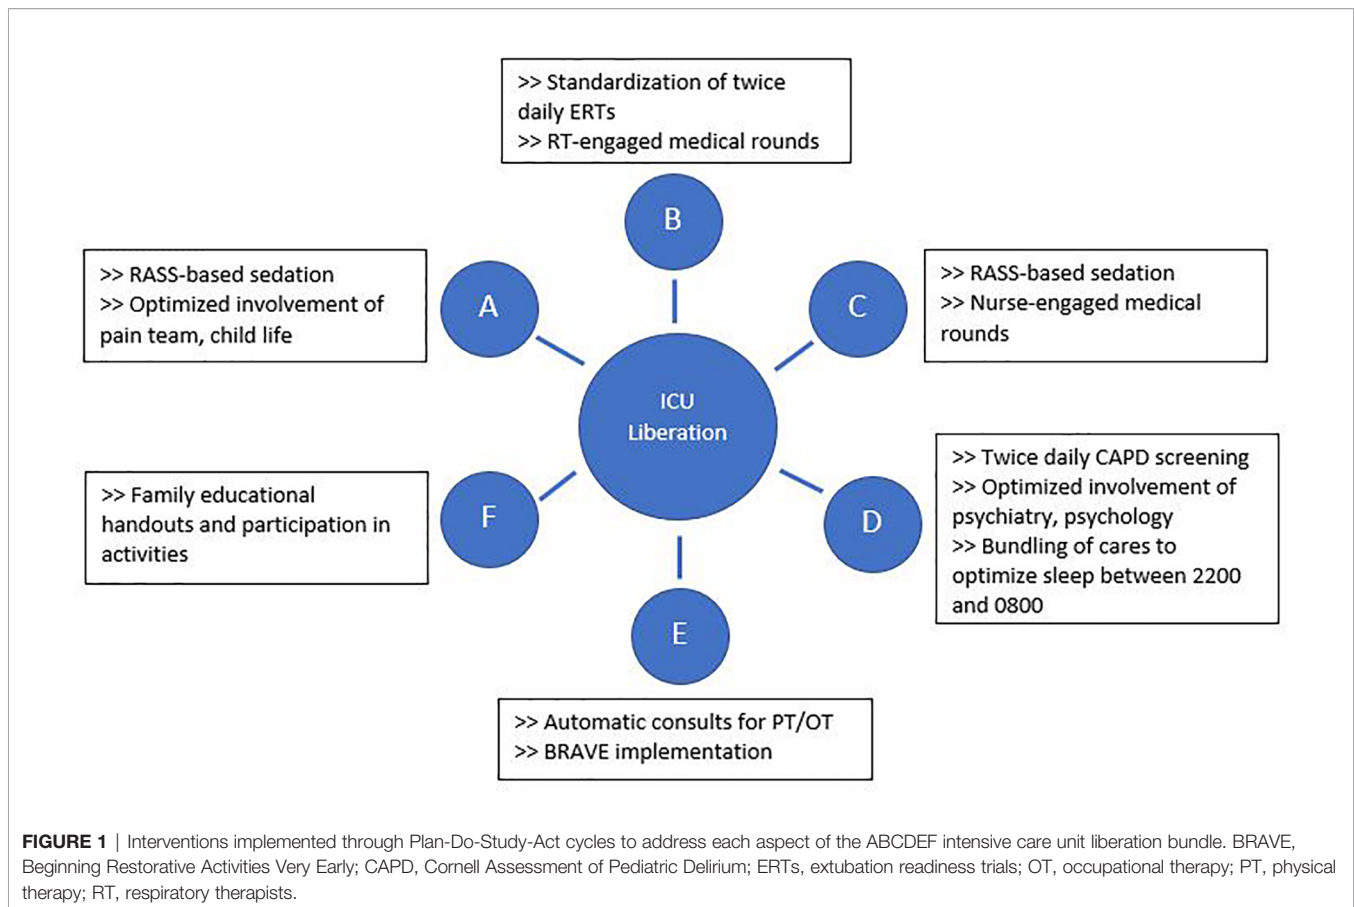 >> Standardization of twice
daily ERTs
>> RT-engaged medical rounds
B
>> RASS-based sedation
>> Optimized involvement of
pain team, child life
A
C
>> RASS-based sedation
>> Nurse-engaged medical
rounds
ICU
Liberation
>> Family educational
handouts and participation in
activities
F
D
>> Twice daily CAPD screening
>> Optimized involvement of
psychiatry, psychology
>> Bundling of cares to
optimize sleep between 2200
and 0800
E
>> Automatic consults for PT/OT
>> BRAVE implementation
FIGURE 1 | Interventions implemented through Plan-Do-Study-Act cycles to address each aspect of the ABCDEF intensive care unit liberation bundle. BRAVE,
Beginning Restorative Activities Very Early; CAPD, Cornell Assessment of Pediatric Delirium; ERTs, extubation readiness trials; OT, occupational therapy; PT, physical
therapy; RT, respiratory therapists.